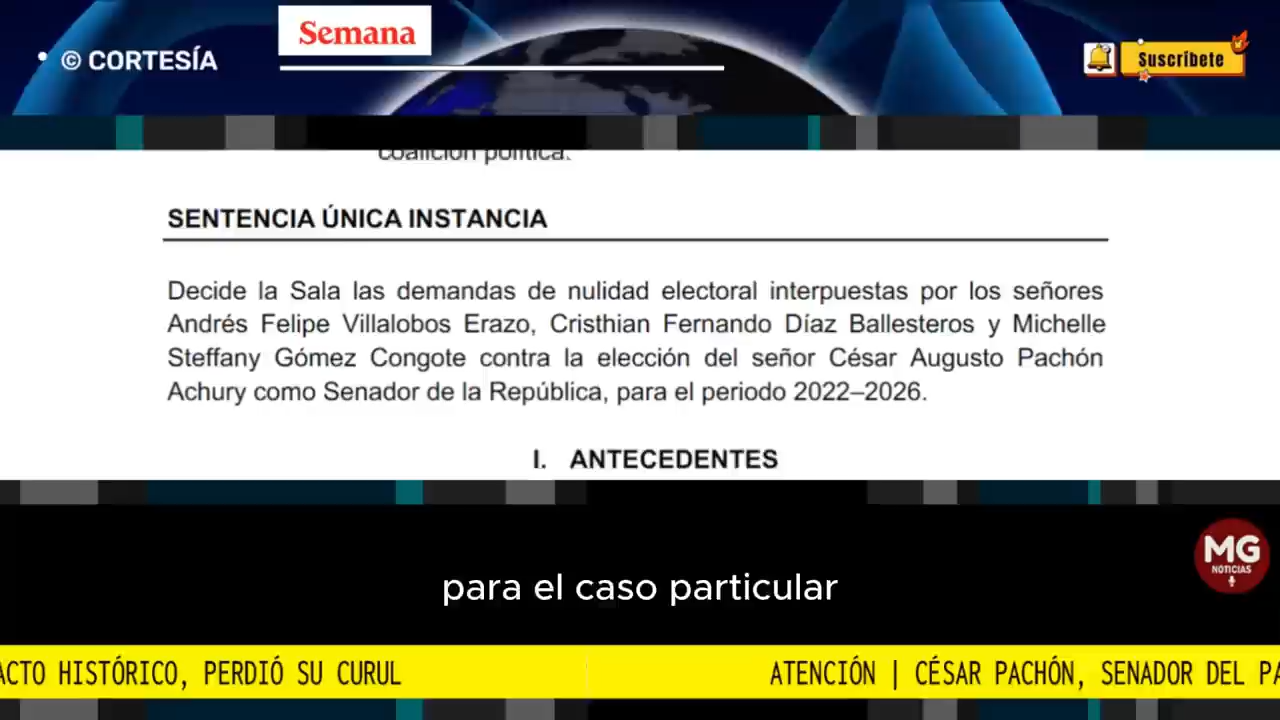 Semana
© CORTESÍA
Suscríbete
coalición política.
SENTENCIA ÚNICA INSTANCIA
Decide la Sala las demandas de nulidad electoral interpuestas por los señores
Andrés Felipe Villalobos Erazo, Cristhian Fernando Díaz Ballesteros y Michelle
Steffany Gómez Congote contra la elección del señor César Augusto Pachón
Achury como Senador de la República, para el periodo 2022–2026.
I. ANTECEDENTES
MG
NOTICIAS
para el caso particular
ACTO HISTÓRICO, PERDIÓ SU CURUL
ATENCIÓN | CÉSAR PACHÓN, SENADOR DEL PA